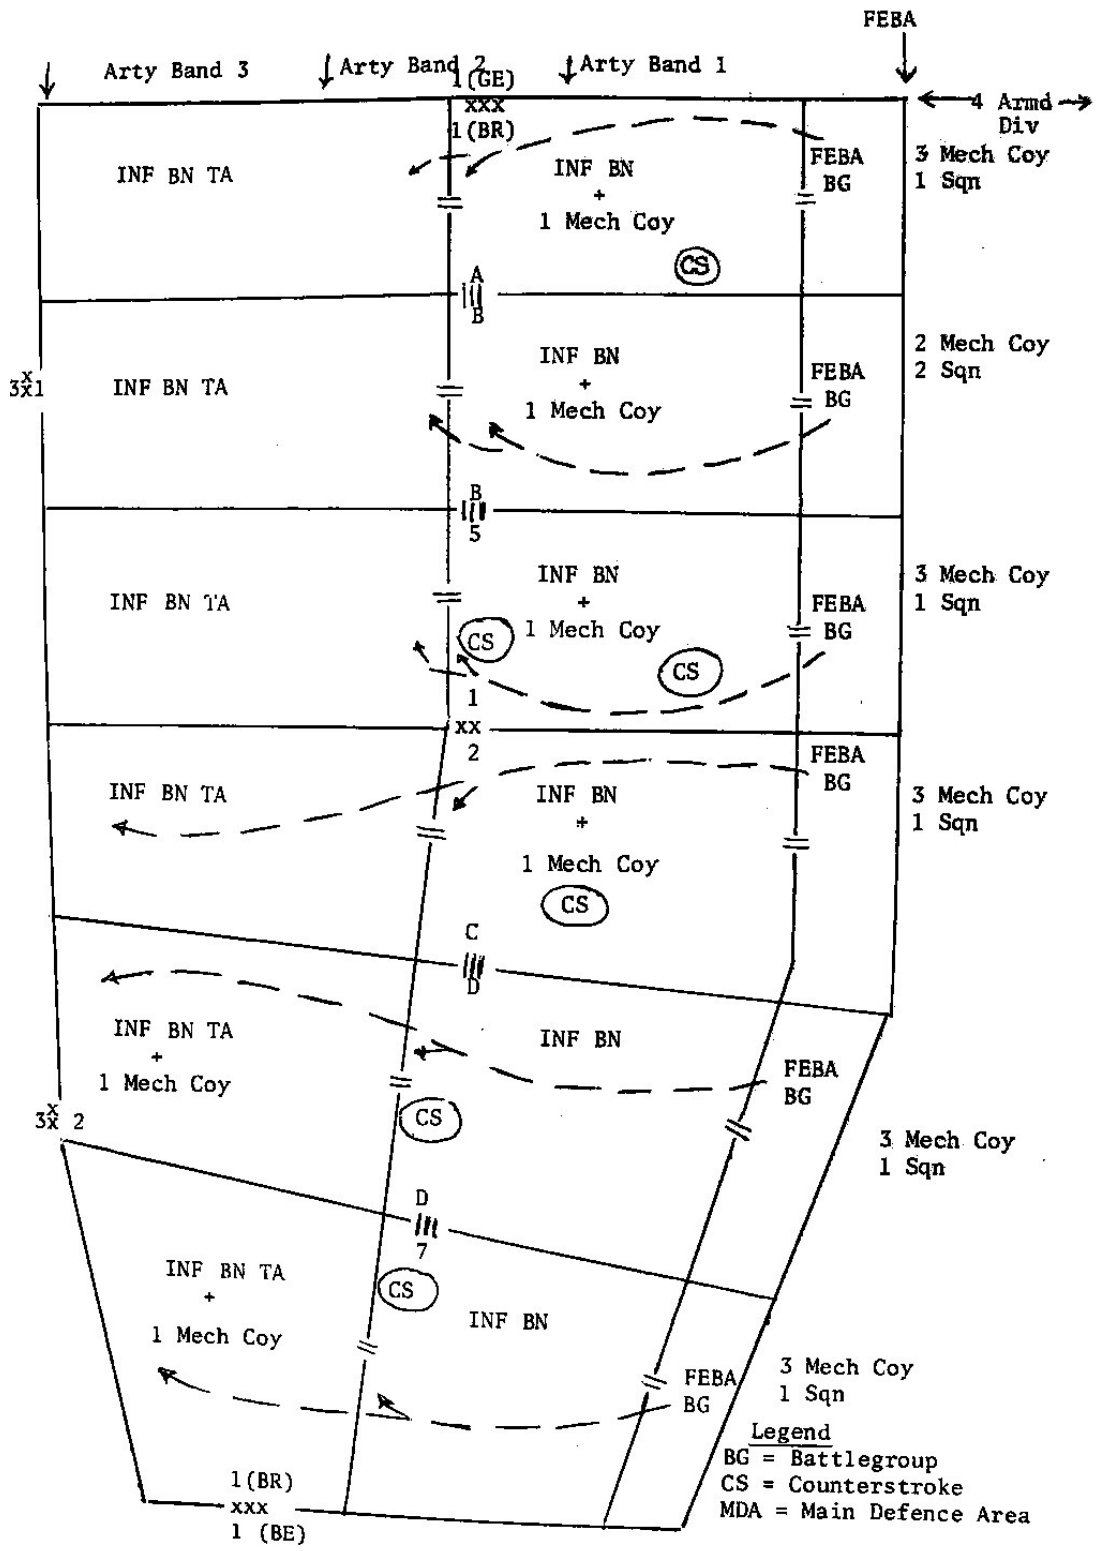 FEBA
Arty Band 3
Arty Band 2
Arty Band 1
1(GE)
xxx
1(BR)
4 Armd
Div
INF BN TA
INF BN
+
1 Mech Coy
FEBA
BG
3 Mech Coy
1 Sqn
CS
A
B
3x1
x
INF BN TA
INF BN
+
1 Mech Coy
FEBA
BG
2 Mech Coy
2 Sqn
B
5
INF BN TA
INF BN
+
1 Mech Coy
FEBA
BG
3 Mech Coy
1 Sqn
CS
CS
1
xx
2
INF BN TA
INF BN
+
1 Mech Coy
FEBA
BG
3 Mech Coy
1 Sqn
CS
C
D
INF BN TA
+
1 Mech Coy
INF BN
FEBA
BG
3 Mech Coy
1 Sqn
x
3x 2
CS
D
7
INF BN TA
+
1 Mech Coy
CS
INF BN
FEBA
BG
3 Mech Coy
1 Sqn
1(BR)
xxx
1 (BE)
Legend
BG = Battlegroup
CS = Counterstroke
MDA = Main Defence Area